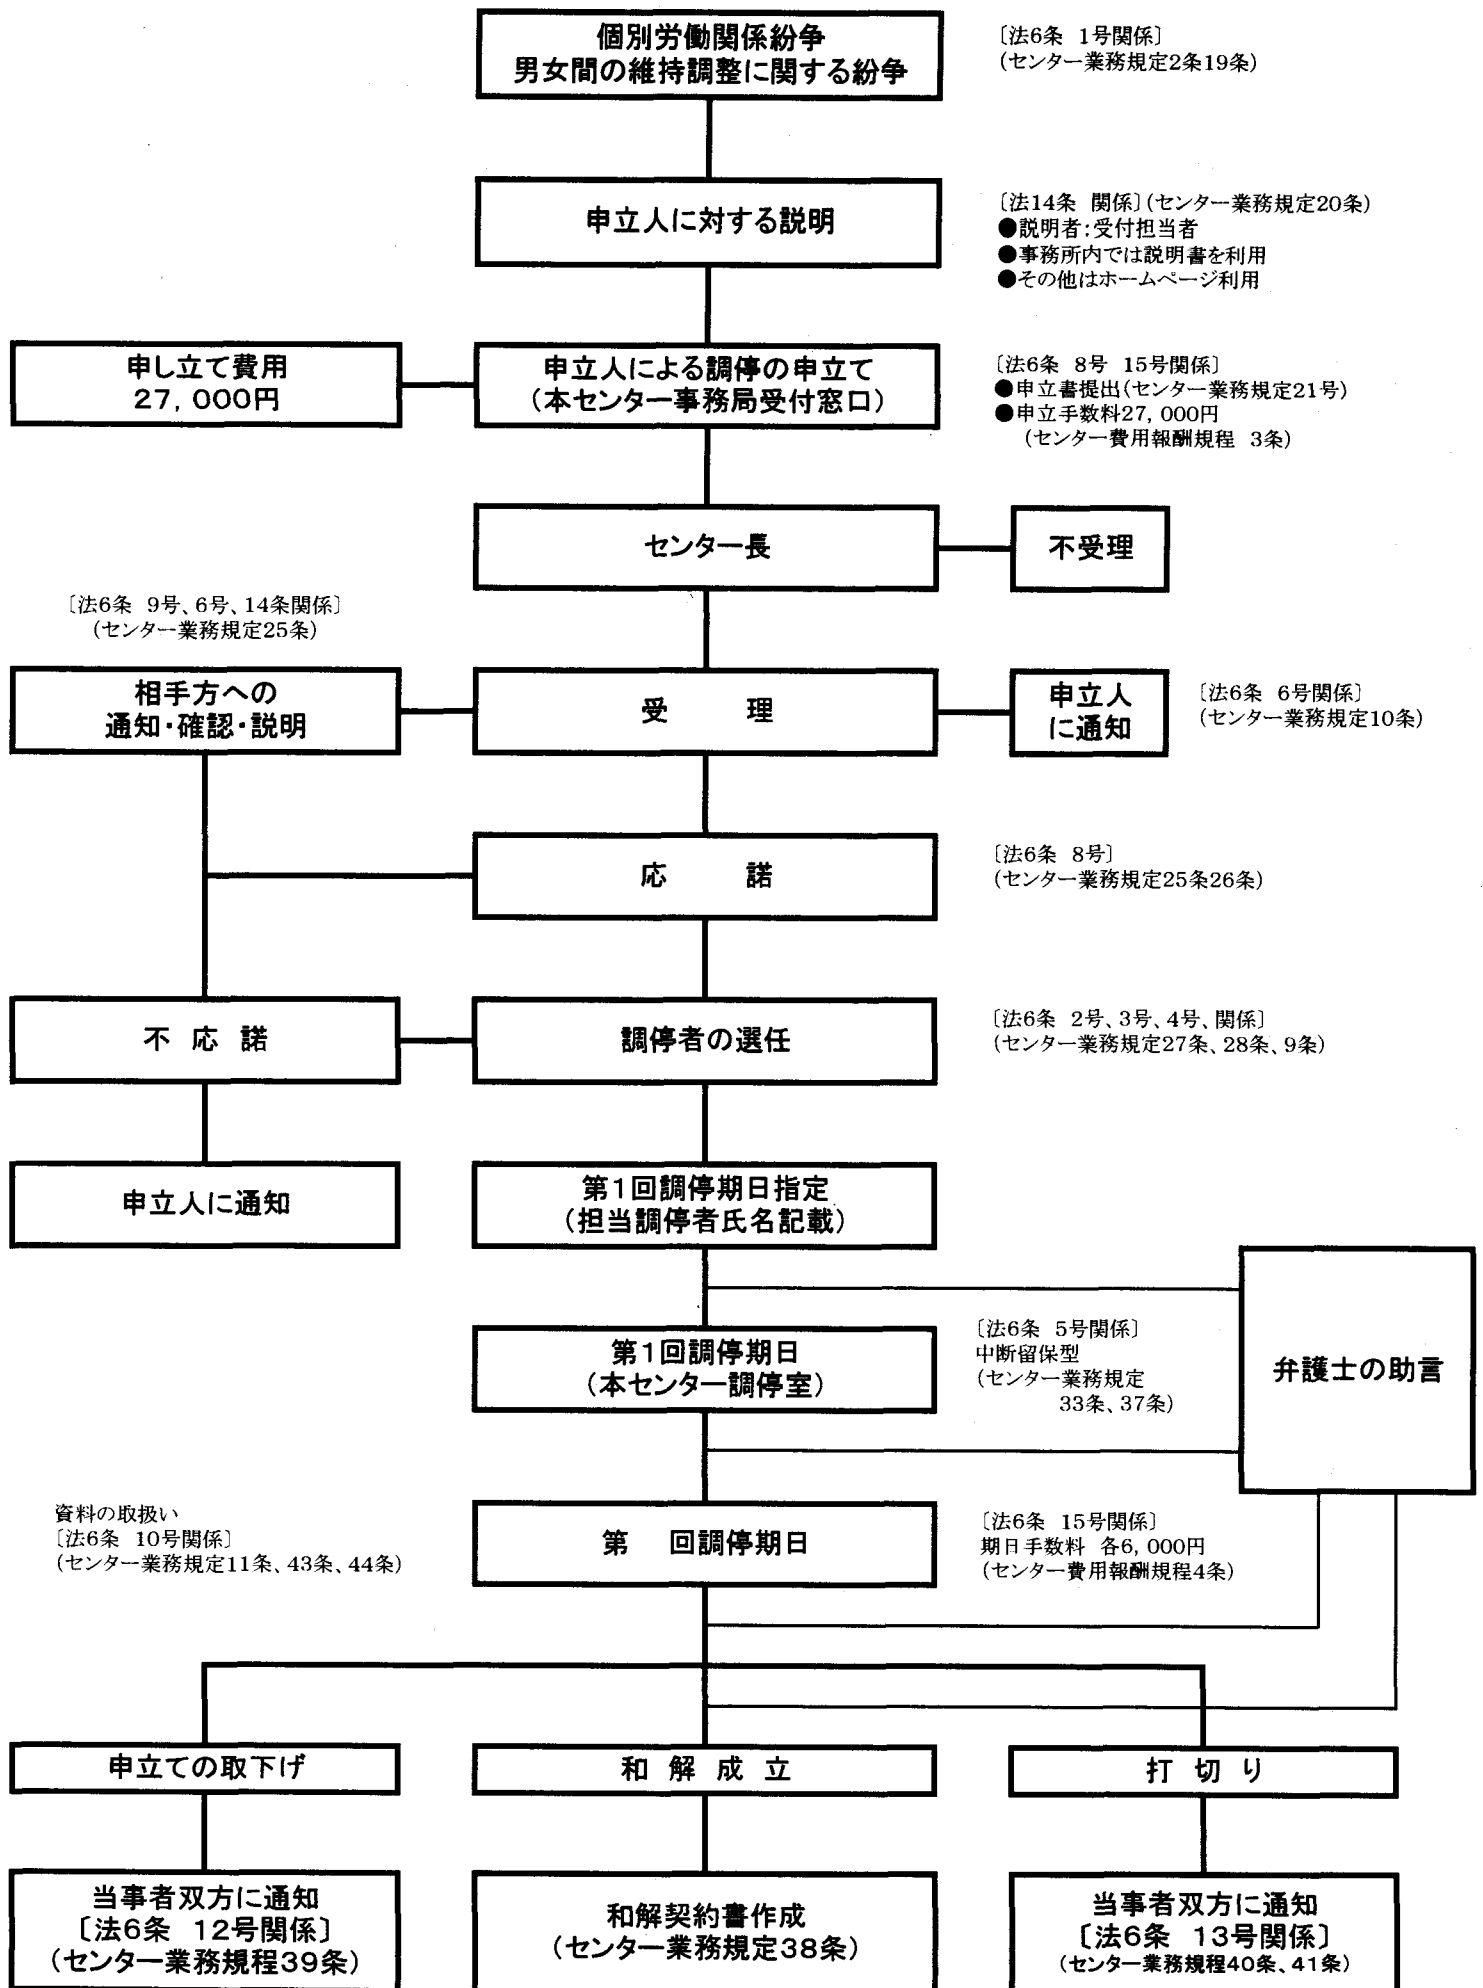 個別労働関係紛争
男女間の維持調整に関する紛争
〔法6条 1号関係〕
(センター業務規定2条19条)
申立人に対する説明
〔法14条 関係〕(センター業務規定20条)
●説明者:受付担当者
●事務所内では説明書を利用
●その他はホームページ利用
申し立て費用
27,000円
申立人による調停の申立て
(本センター事務局受付窓口)
〔法6条 8号 15号関係〕
●申立書提出(センター業務規定21号)
●申立手数料27,000円
(センター費用報酬規程 3条)
センター長
不受理
〔法6条 9号、6号、14条関係〕
(センター業務規定25条)
相手方への
通知・確認・説明
受 理
申立人
に通知
〔法6条 6号関係〕
(センター業務規定10条)
応 諾
〔法6条 8号〕
(センター業務規定25条26条)
不 応 諾
調停者の選任
〔法6条 2号、3号、4号、関係〕
(センター業務規定27条、28条、9条)
申立人に通知
第1回調停期日指定
(担当調停者氏名記載)
第1回調停期日
(本センター調停室)
〔法6条 5号関係〕
中断留保型
(センター業務規定
33条、37条)
弁護士の助言
資料の取扱い
〔法6条 10号関係〕
(センター業務規定11条、43条、44条)
第 回調停期日
〔法6条 15号関係〕
期日手数料 各6,000円
(センター費用報酬規程4条)
申立ての取下げ
和 解 成 立
打 切 り
当事者双方に通知
〔法6条 12号関係〕
(センター業務規程39条)
和解契約書作成
(センター業務規定38条)
当事者双方に通知
〔法6条 13号関係〕
(センター業務規程40条、41条)